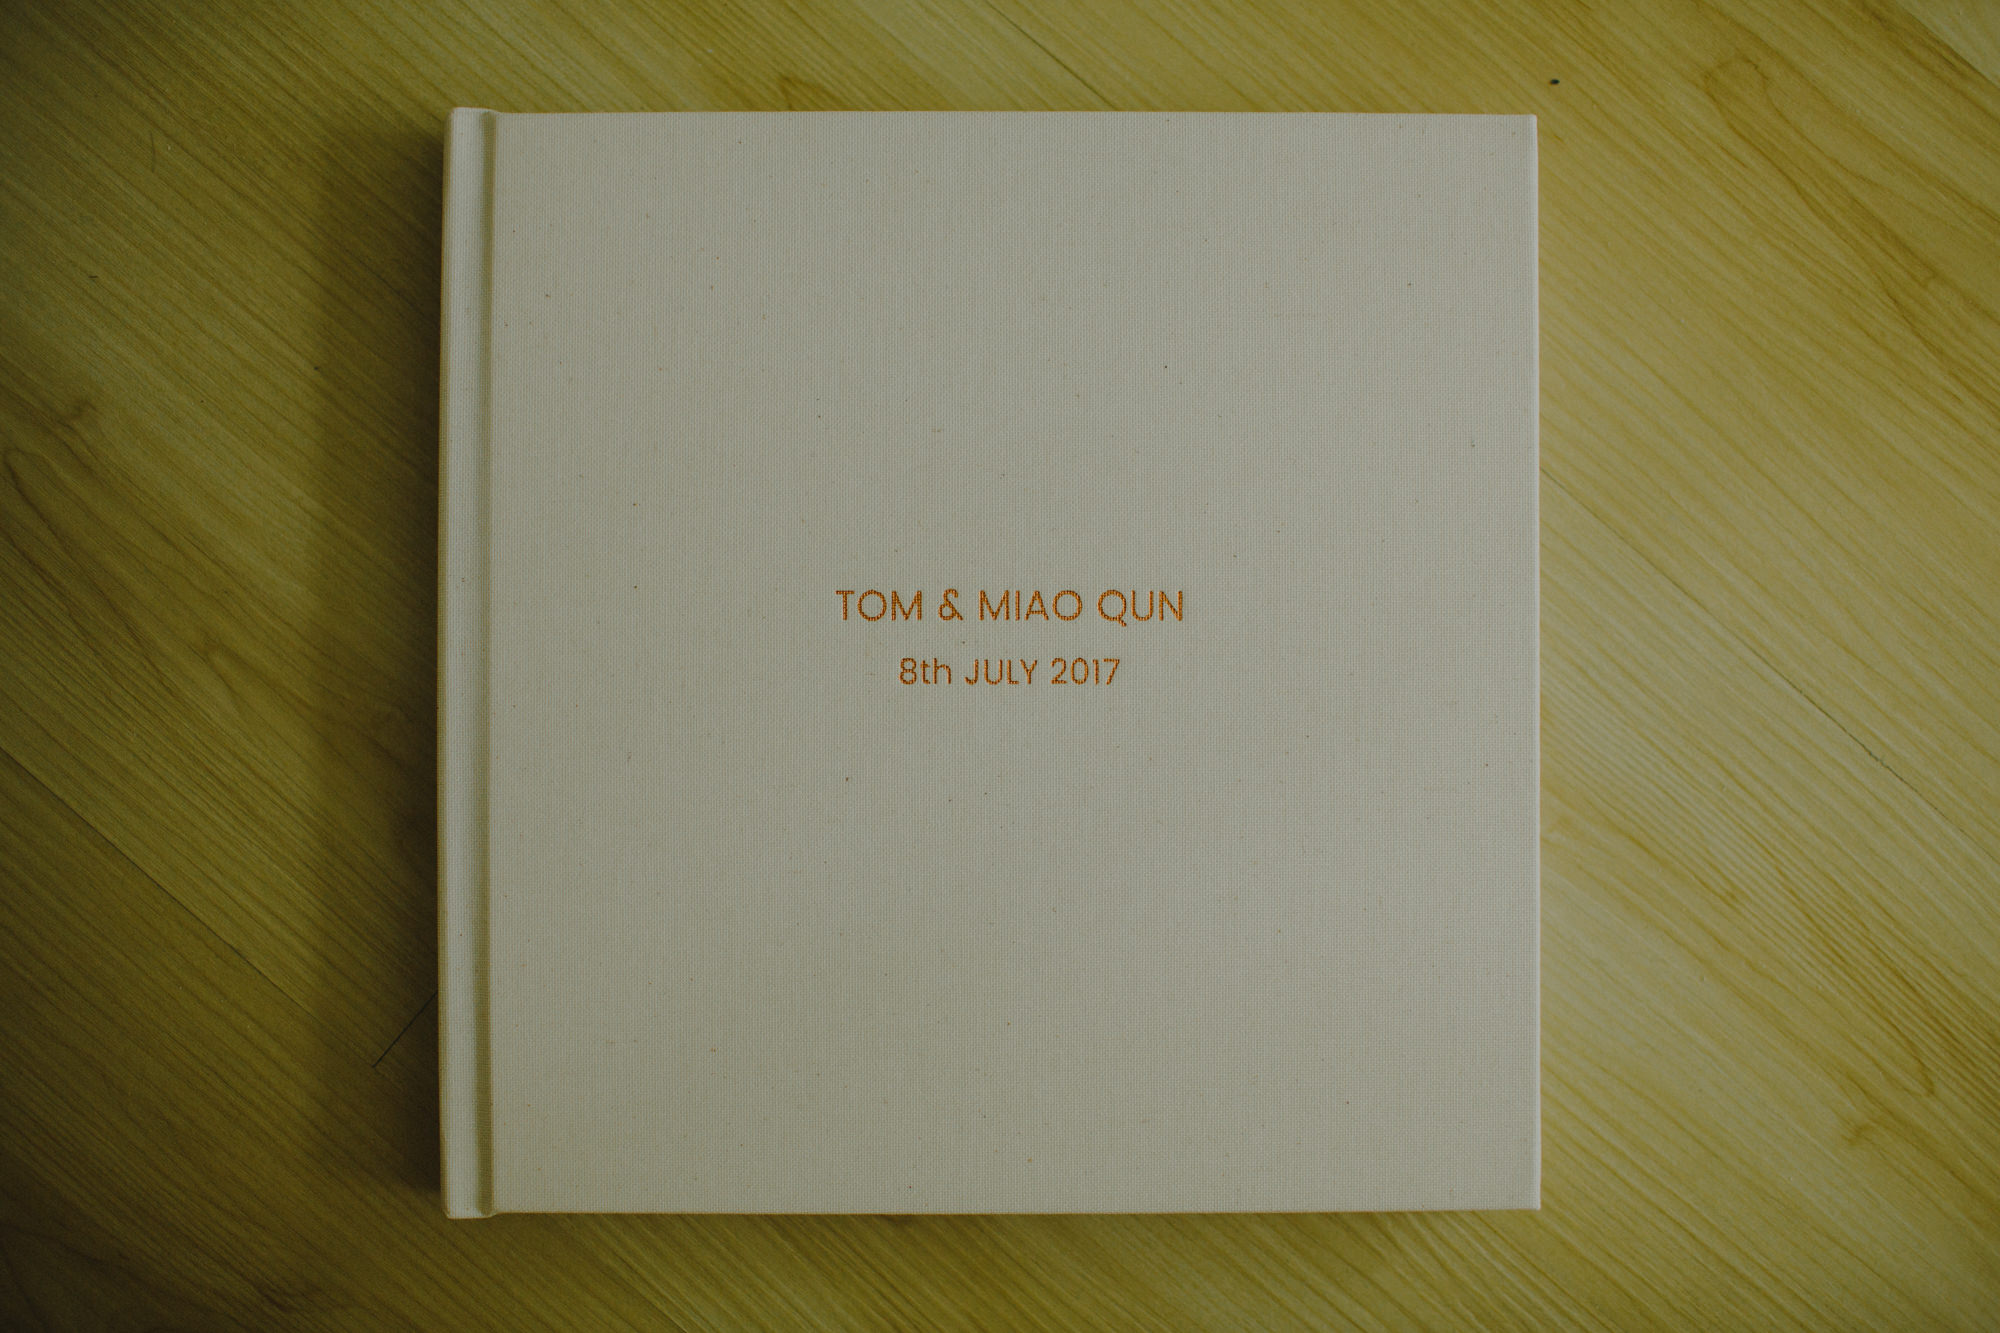 TOM & MIAO QUN
8th JULY 2017